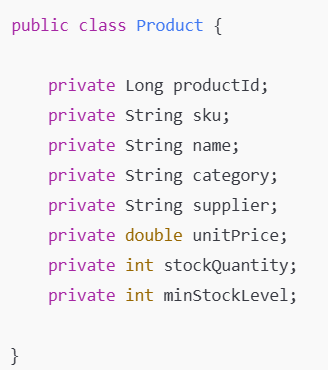 public class Product {
    private Long productId;
    private String sku;
    private String name;
    private String category;
    private String supplier;
    private double unitPrice;
    private int stockQuantity;
    private int minStockLevel;
}